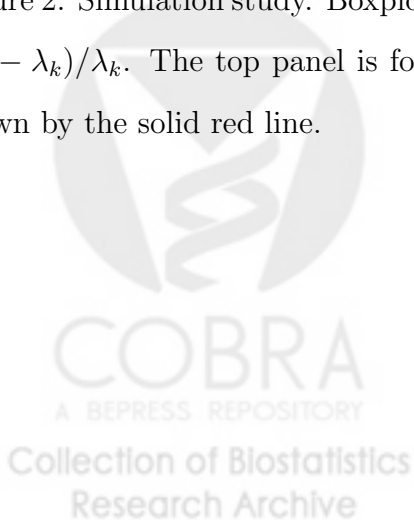 ure 2. Simulation study. Boxplo
− λₖ)/λₖ. The top panel is fo
wn by the solid red line.
COBRA
A BEPRESS REPOSITORY
Collection of Biostatistics
Research Archive